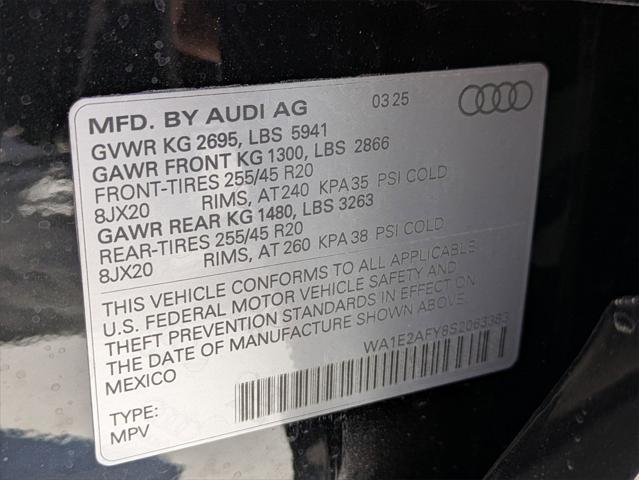 MFD. BY AUDI AG 03 25
GVWR KG 2695, LBS 5941
GAWR FRONT KG 1300, LBS 2866
FRONT-TIRES 255/45 R20
8JX20 RIMS, AT 240 KPA 35 PSI COLD
GAWR REAR KG 1480, LBS 3263
REAR-TIRES 255/45 R20
8JX20 RIMS, AT 260 KPA 38 PSI COLD
THIS VEHICLE CONFORMS TO ALL APPLICABLE
U.S. FEDERAL MOTOR VEHICLE SAFETY AND
THEFT PREVENTION STANDARDS IN EFFECT ON
THE DATE OF MANUFACTURE SHOWN ABOVE.
MEXICO WA1E2AFY8S2063383
TYPE:
MPV